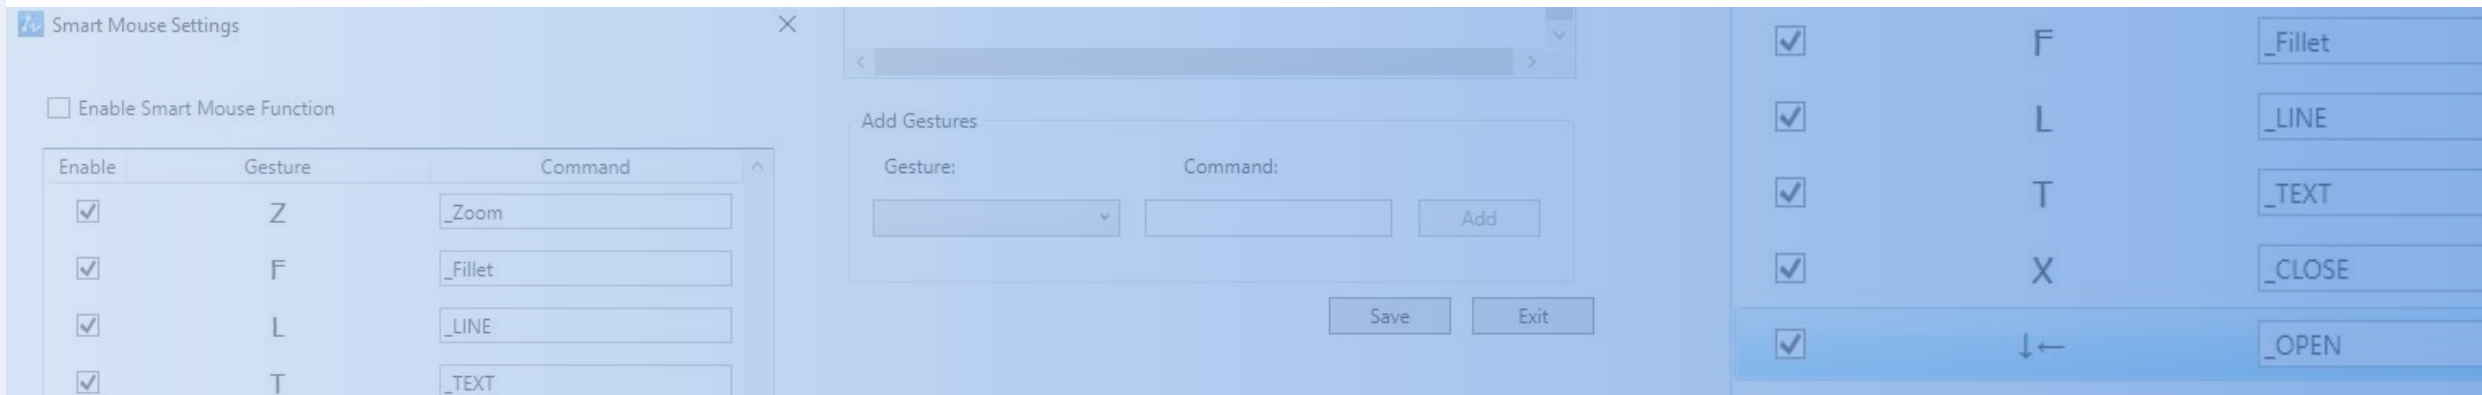 Smart Mouse Settings
Enable Smart Mouse Function
Enable Gesture Command
Z _Zoom
F _Fillet
L _LINE
T _TEXT
Add Gestures
Gesture: Command:
Add
Save Exit
F _Fillet
L _LINE
T _TEXT
X _CLOSE
↓← _OPEN